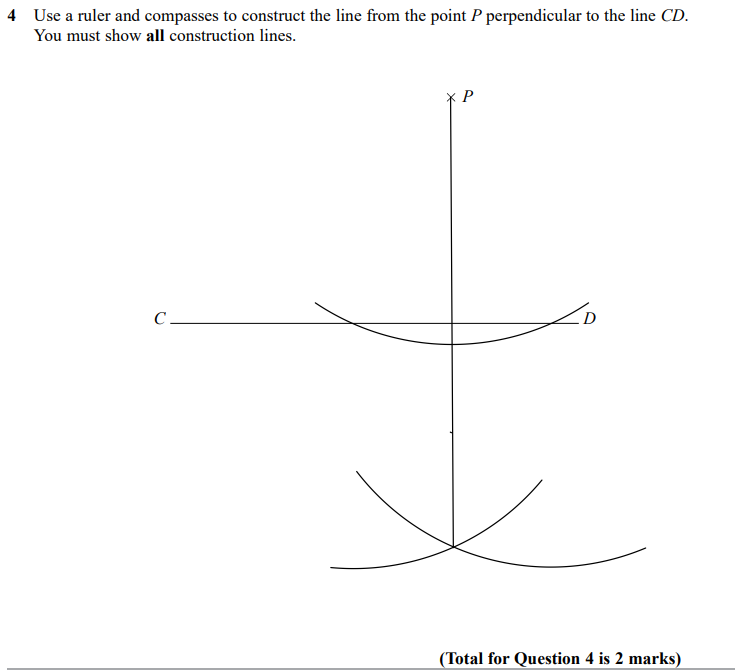 4 Use a ruler and compasses to construct the line from the point P perpendicular to the line CD.
You must show all construction lines.
P
C
D
(Total for Question 4 is 2 marks)